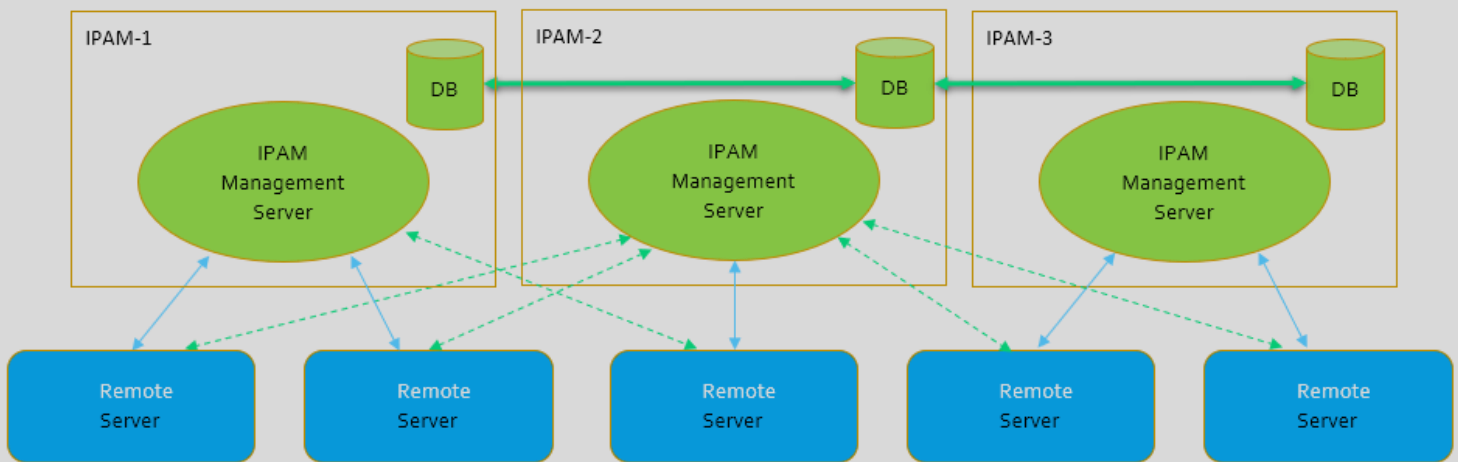 IPAM-1
DB
IPAM
Management
Server
IPAM-2
DB
IPAM
Management
Server
IPAM-3
DB
IPAM
Management
Server
Remote
Server
Remote
Server
Remote
Server
Remote
Server
Remote
Server